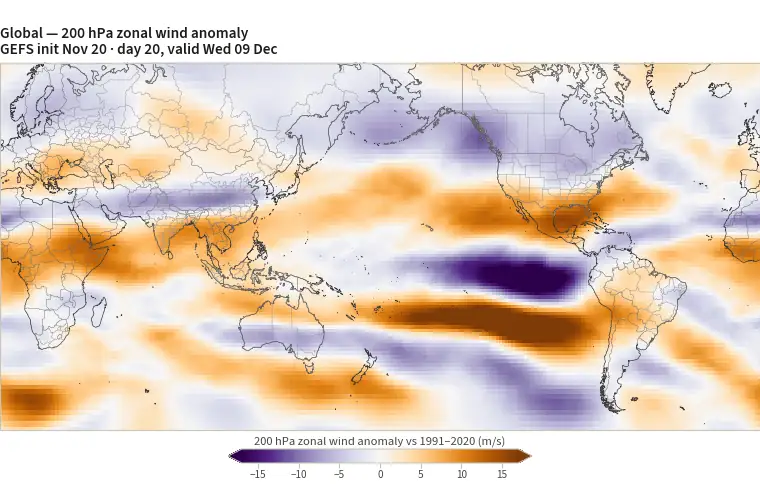 Global — 200 hPa zonal wind anomaly
GEFS init Nov 20 · day 20, valid Wed 09 Dec
200 hPa zonal wind anomaly vs 1991–2020 (m/s)
−15 −10 −5 0 5 10 15